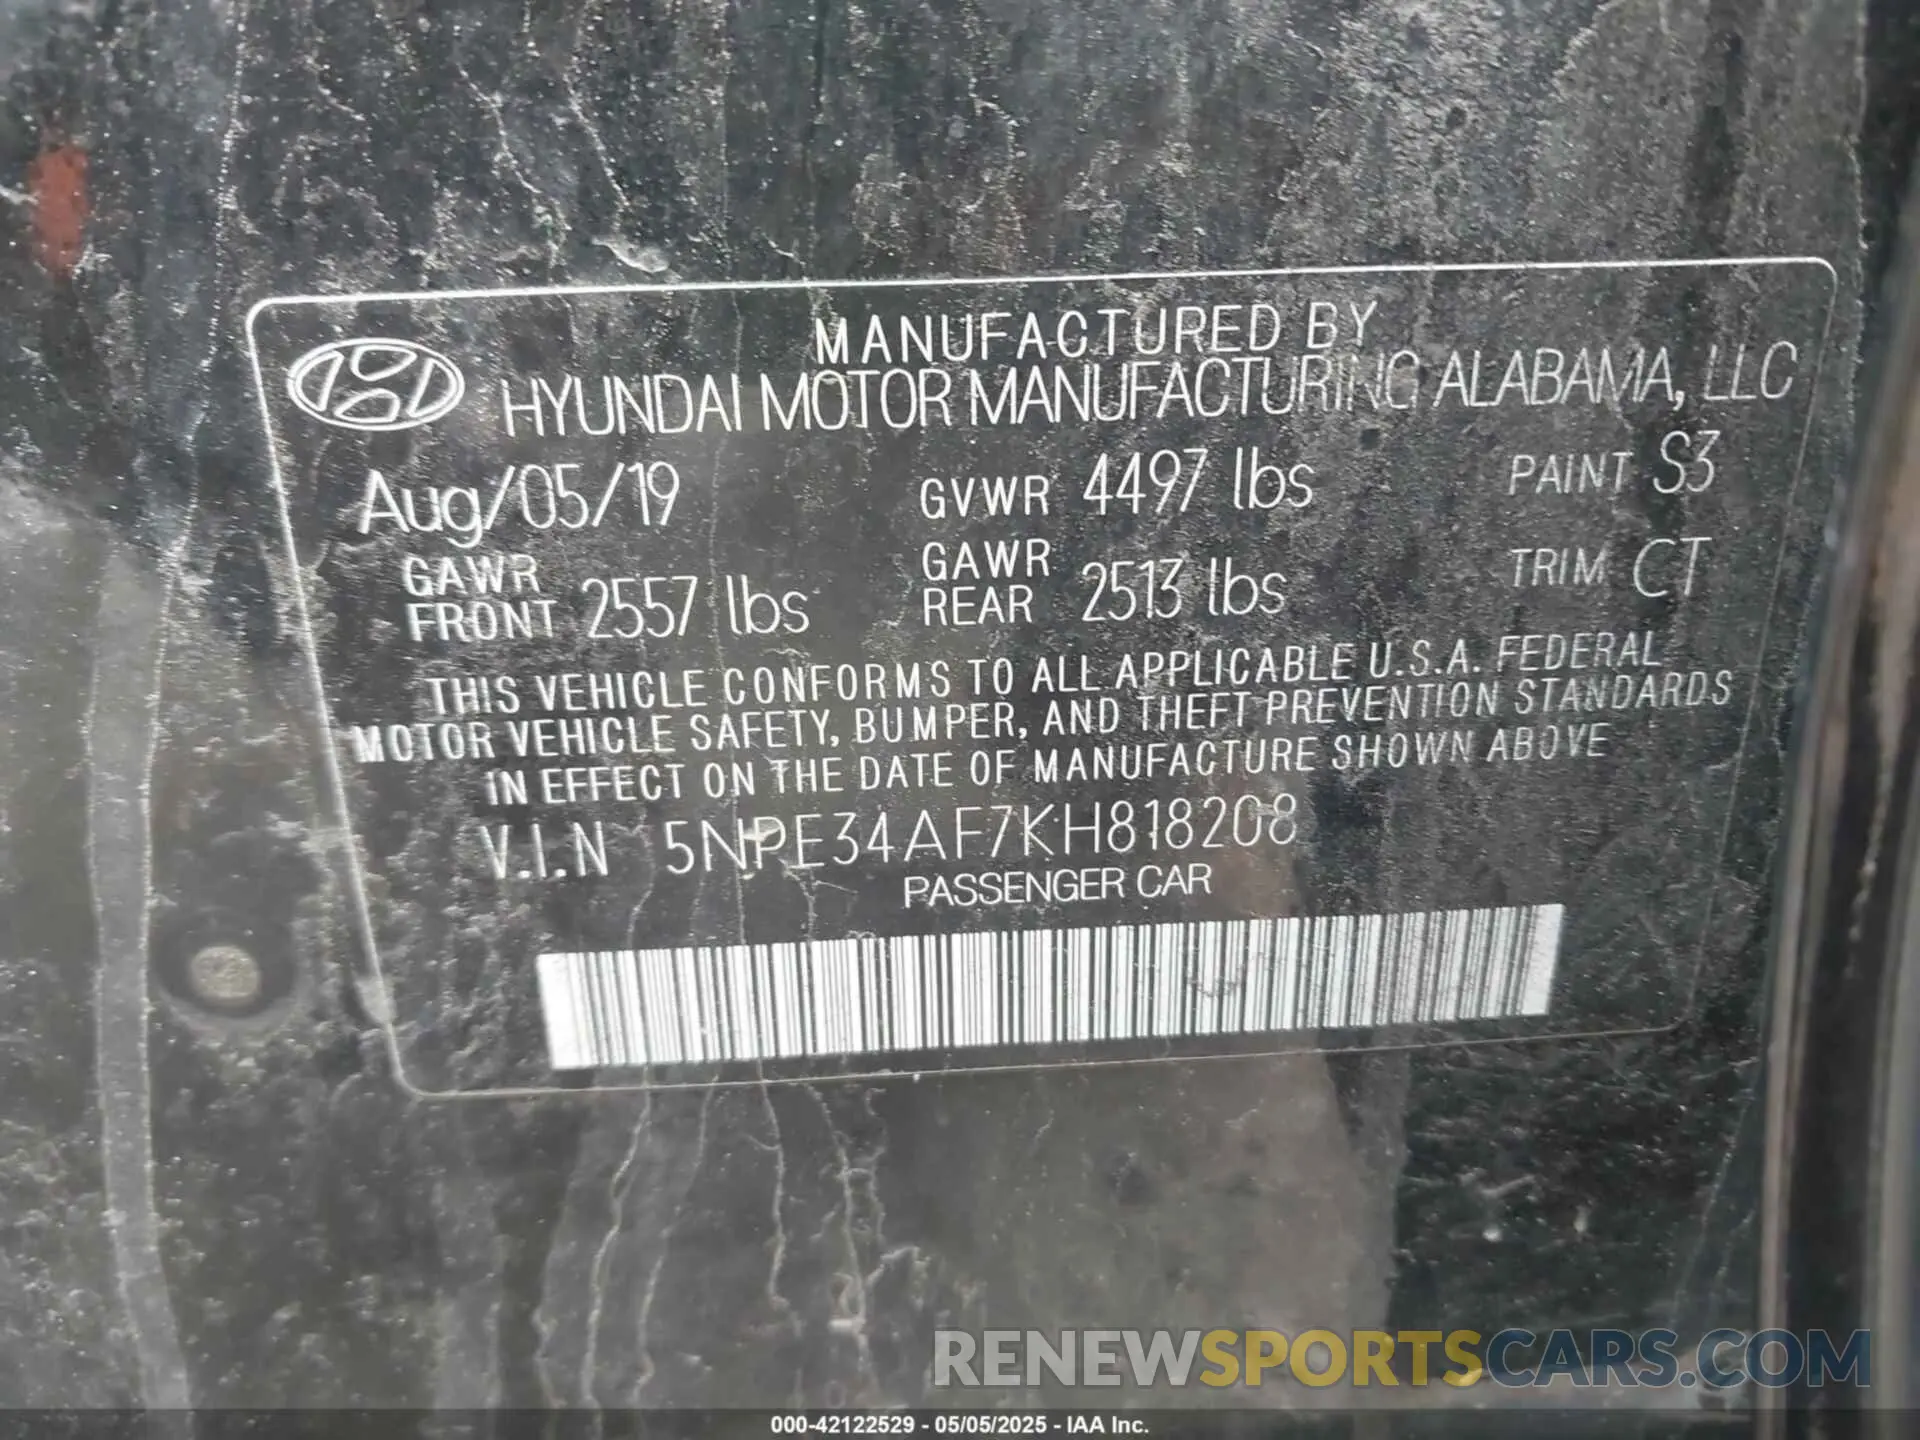 MANUFACTURED BY
HYUNDAI MOTOR MANUFACTURING ALABAMA, LLC
Aug/05/19 GVWR 4497 lbs PAINT S3
GAWR FRONT 2557 lbs GAWR REAR 2513 lbs TRIM CT
THIS VEHICLE CONFORMS TO ALL APPLICABLE U.S.A. FEDERAL
MOTOR VEHICLE SAFETY, BUMPER, AND THEFT PREVENTION STANDARDS
IN EFFECT ON THE DATE OF MANUFACTURE SHOWN ABOVE
V.I.N 5NPE34AF7KH818208
PASSENGER CAR
RENEWSPORTSCARS.COM
000-42122529 - 05/05/2025 - IAA Inc.